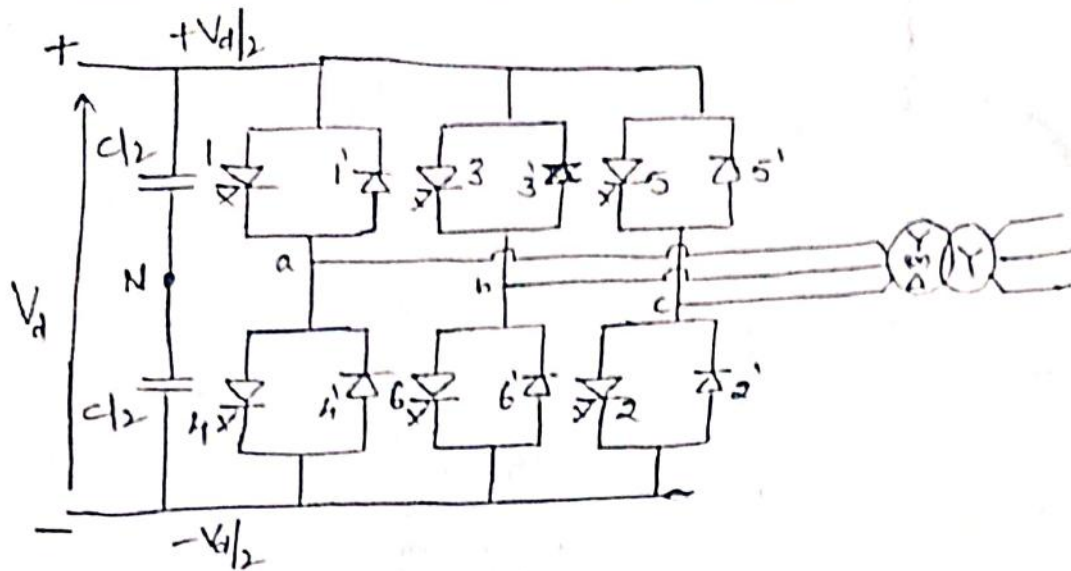 + +Vd/2
C/2 1 1' 3 3' 5 5'
a
N
Vd
c
Y Y
Δ
C/2 4 4' 6 6' 2 2'
− −Vd/2